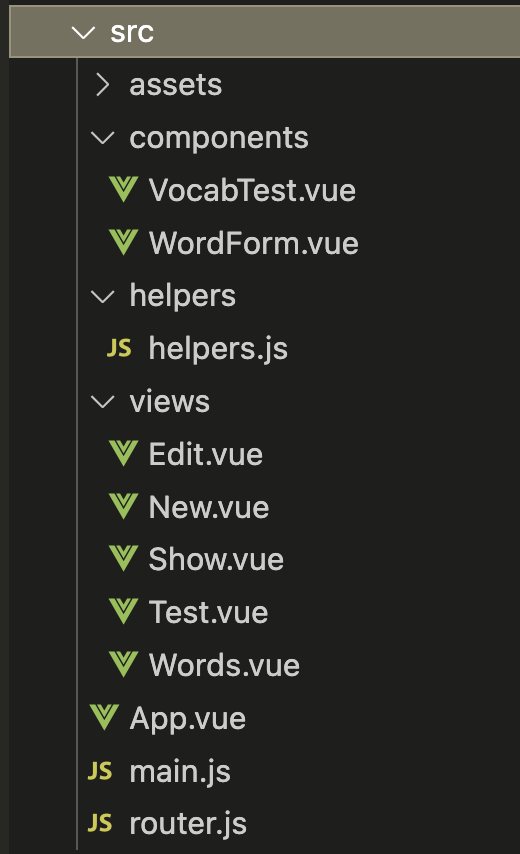 src
assets
components
VocabTest.vue
WordForm.vue
helpers
JS helpers.js
views
Edit.vue
New.vue
Show.vue
Test.vue
Words.vue
App.vue
JS main.js
JS router.js